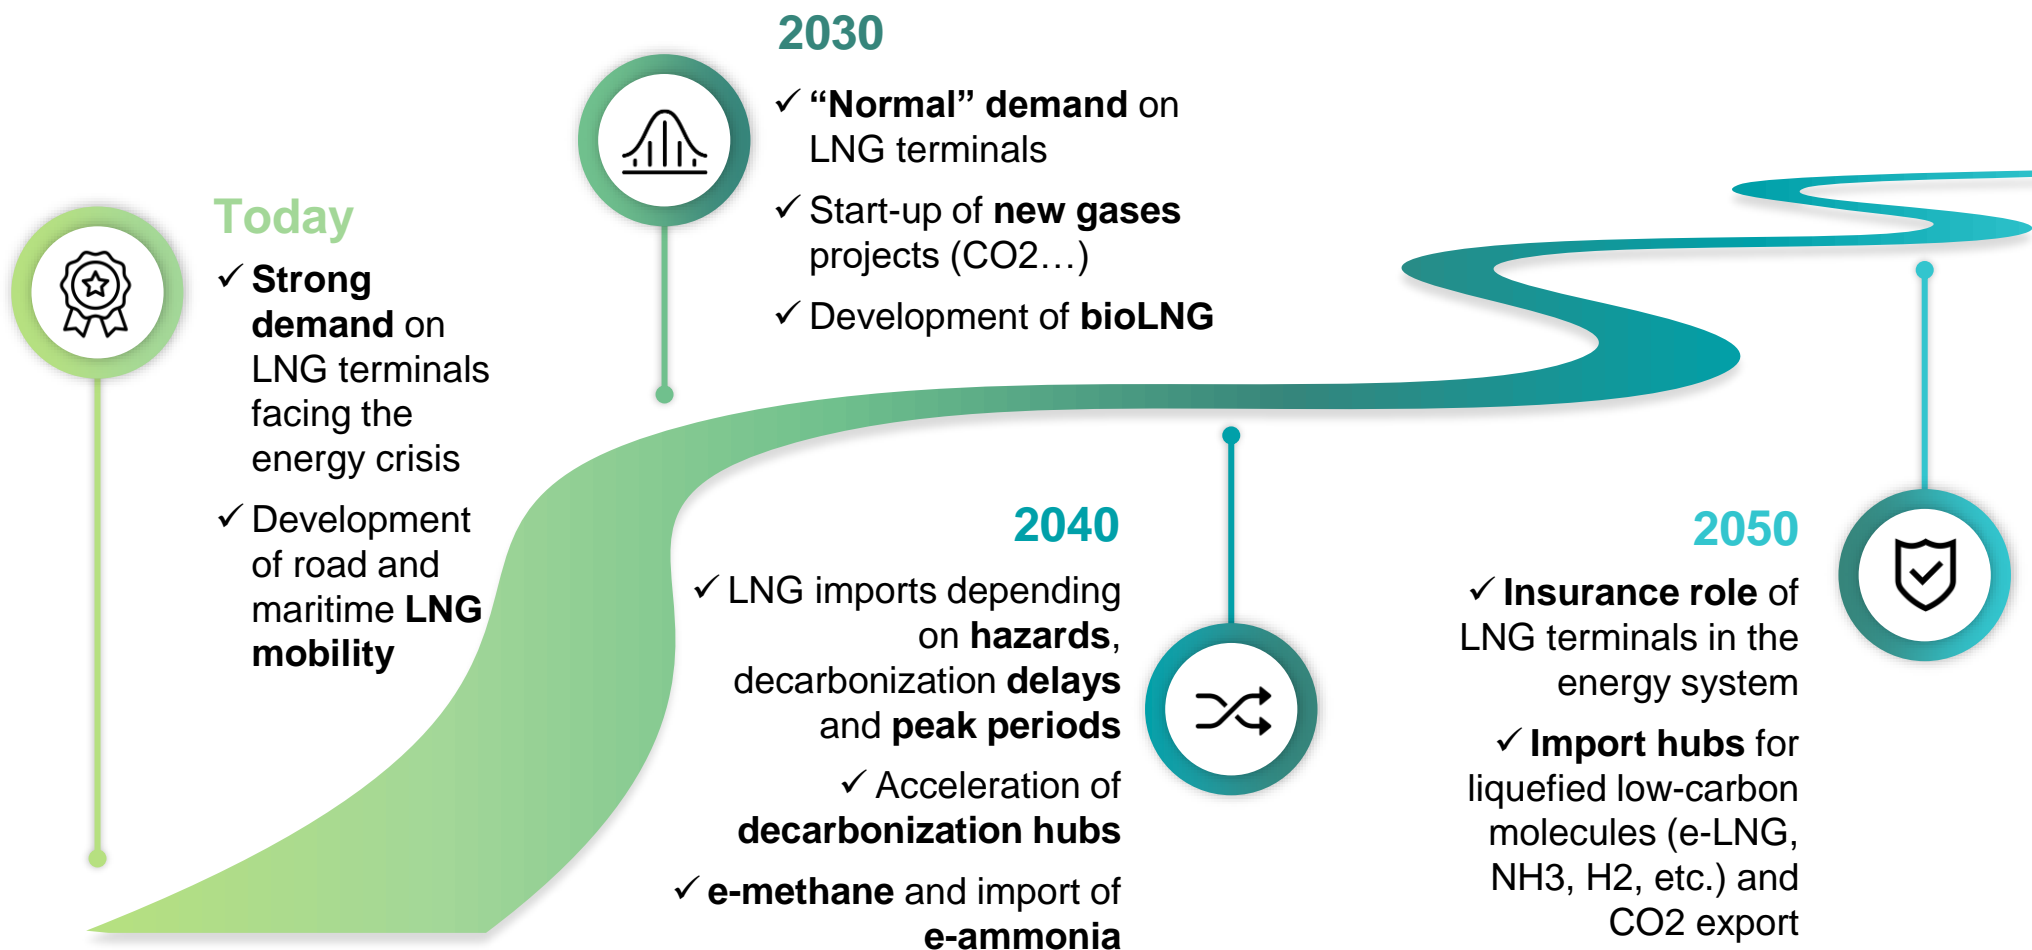 Today
✓ Strong
demand on
LNG terminals
facing the
energy crisis
✓ Development
of road and
maritime LNG
mobility
2030
✓ “Normal” demand on
LNG terminals
✓ Start-up of new gases
projects (CO2…)
✓ Development of bioLNG
2040
✓ LNG imports depending
on hazards,
decarbonization delays
and peak periods
✓ Acceleration of
decarbonization hubs
✓ e-methane and import of
e-ammonia
2050
✓ Insurance role of
LNG terminals in the
energy system
✓ Import hubs for
liquefied low-carbon
molecules (e-LNG,
NH3, H2, etc.) and
CO2 export